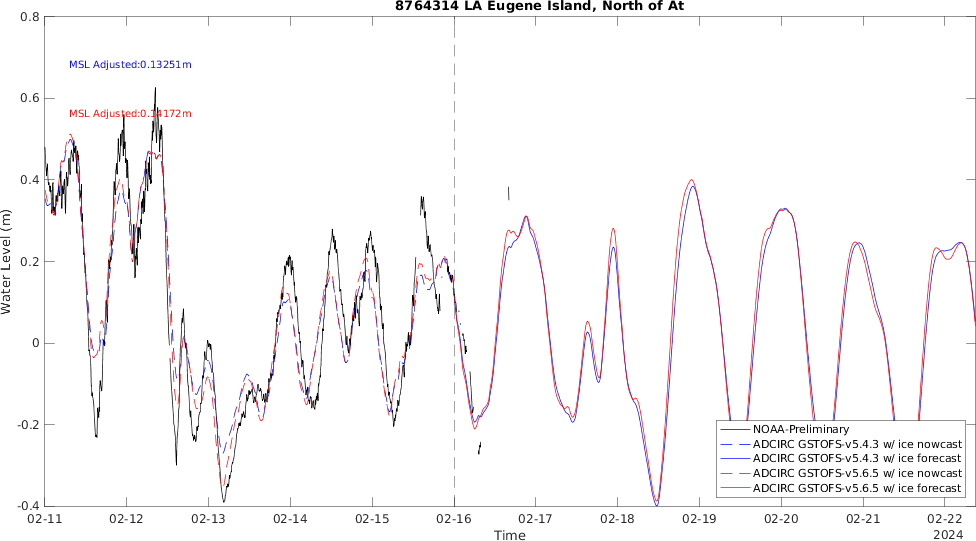 8764314 LA Eugene Island, North of At
0.8
0.6
0.4
0.2
0
-0.2
-0.4
Water Level (m)
MSL Adjusted:0.13251m
MSL Adjusted:0.14172m
NOAA-Preliminary
ADCIRC GSTOFS-v5.4.3 w/ ice nowcast
ADCIRC GSTOFS-v5.4.3 w/ ice forecast
ADCIRC GSTOFS-v5.6.5 w/ ice nowcast
ADCIRC GSTOFS-v5.6.5 w/ ice forecast
02-11 02-12 02-13 02-14 02-15 02-16 02-17 02-18 02-19 02-20 02-21 02-22
2024
Time